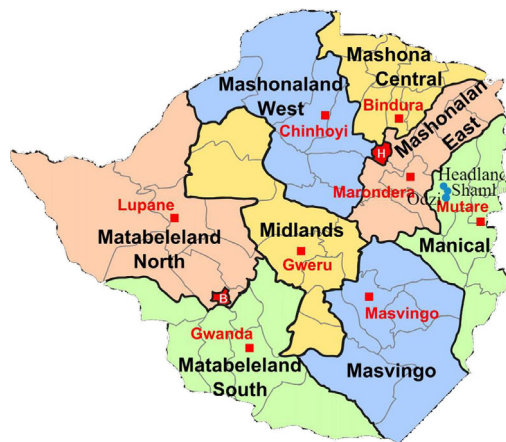 Mashona
Central
Mashonaland
West
Bindura
Mashonalan
East
Chinhoyi
H
Marondera
Headland
Shaml
Odzi
Mutare
Lupane
Matabeleland
North
Midlands
Gweru
Manical
B
Masvingo
Gwanda
Matabeleland
South
Masvingo